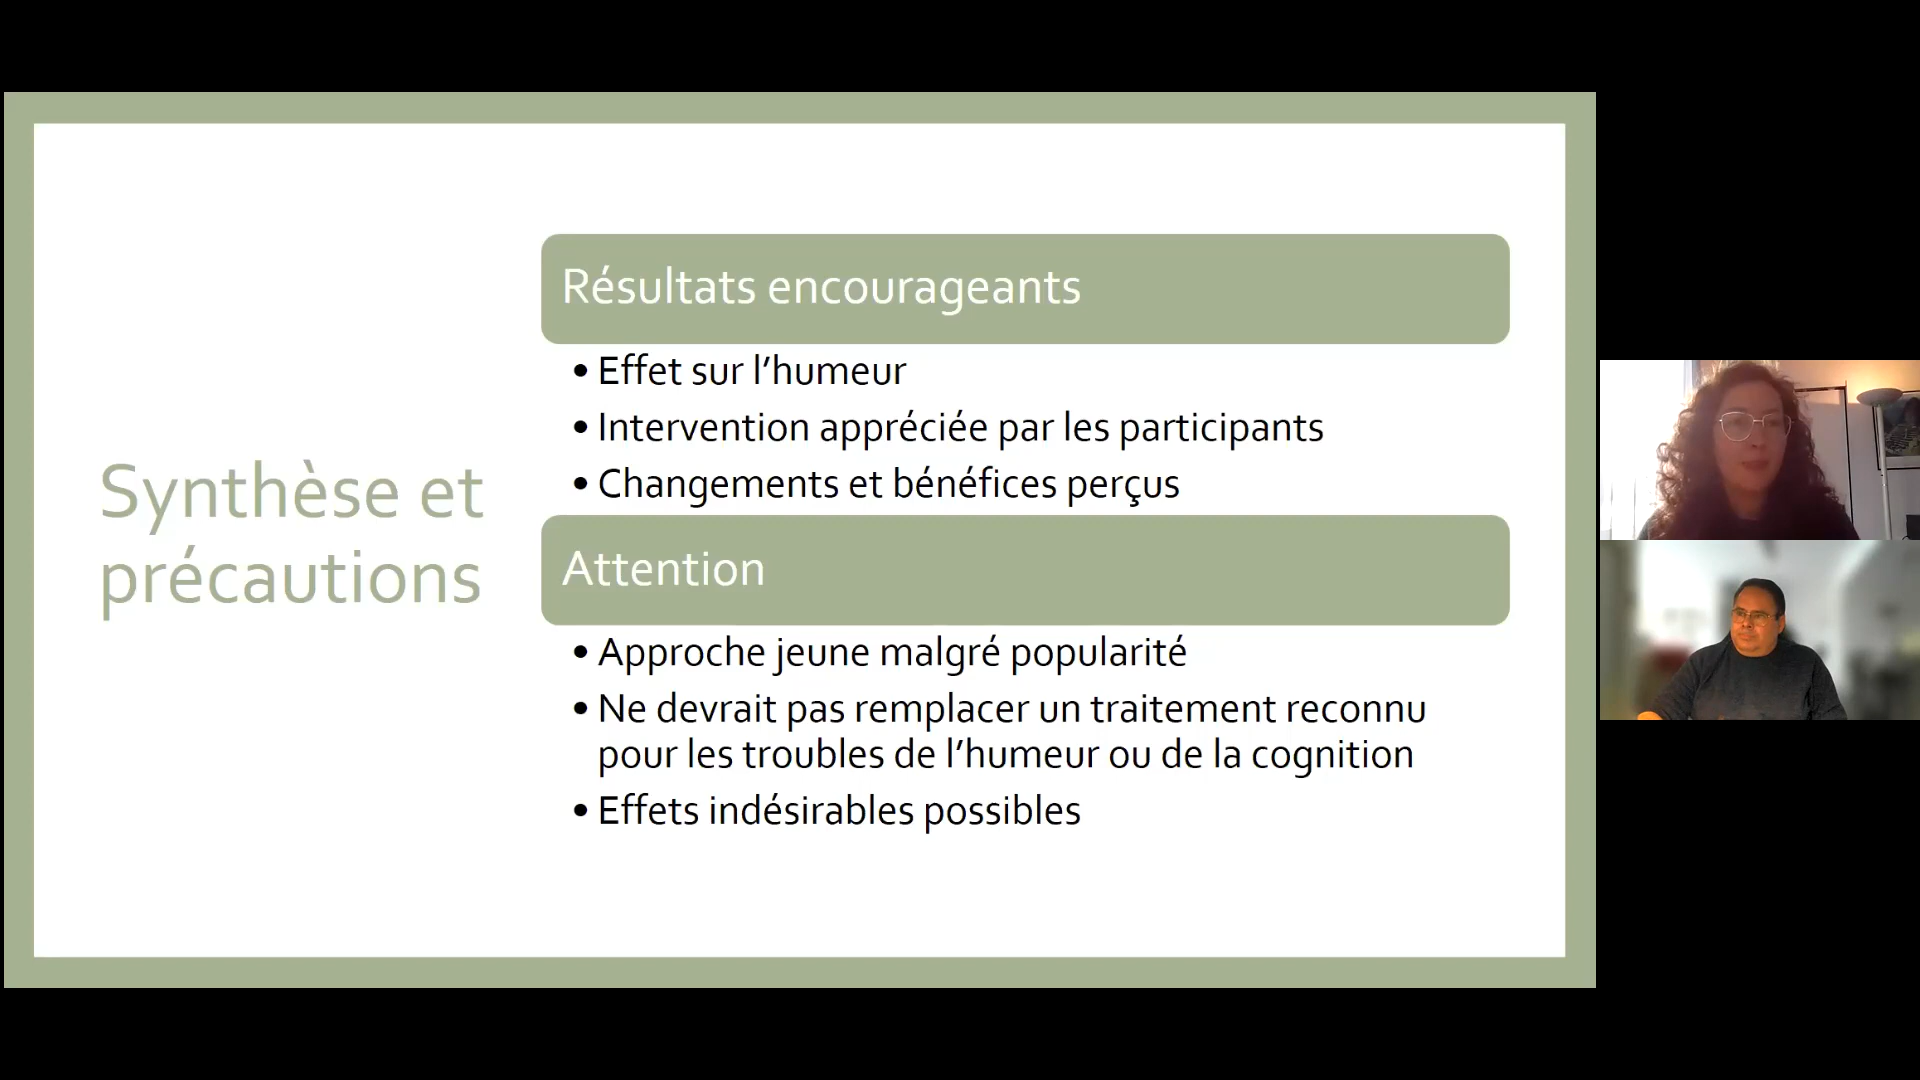 Synthèse et
précautions
Résultats encourageants
• Effet sur l’humeur
• Intervention appréciée par les participants
• Changements et bénéfices perçus
Attention
• Approche jeune malgré popularité
• Ne devrait pas remplacer un traitement reconnu
pour les troubles de l’humeur ou de la cognition
• Effets indésirables possibles